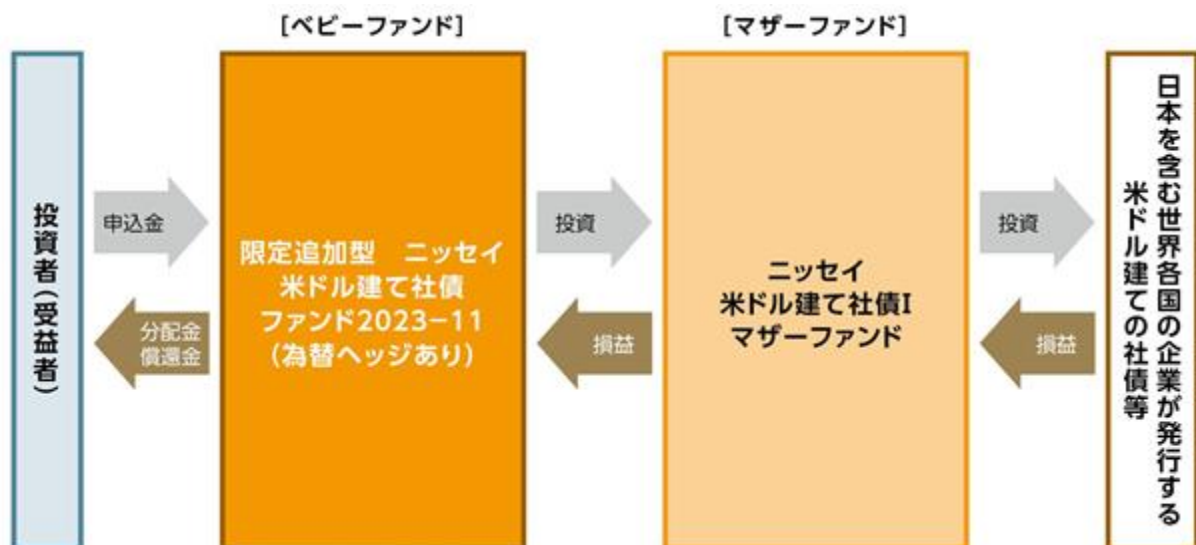 [ベビーファンド]
[マザーファンド]
投資者(受益者)
申込金
分配金
償還金
限定追加型　ニッセイ
米ドル建て社債
ファンド2023−11
(為替ヘッジあり)
投資
損益
ニッセイ
米ドル建て社債I
マザーファンド
投資
損益
日本を含む世界各国の企業が発行する
米ドル建ての社債等